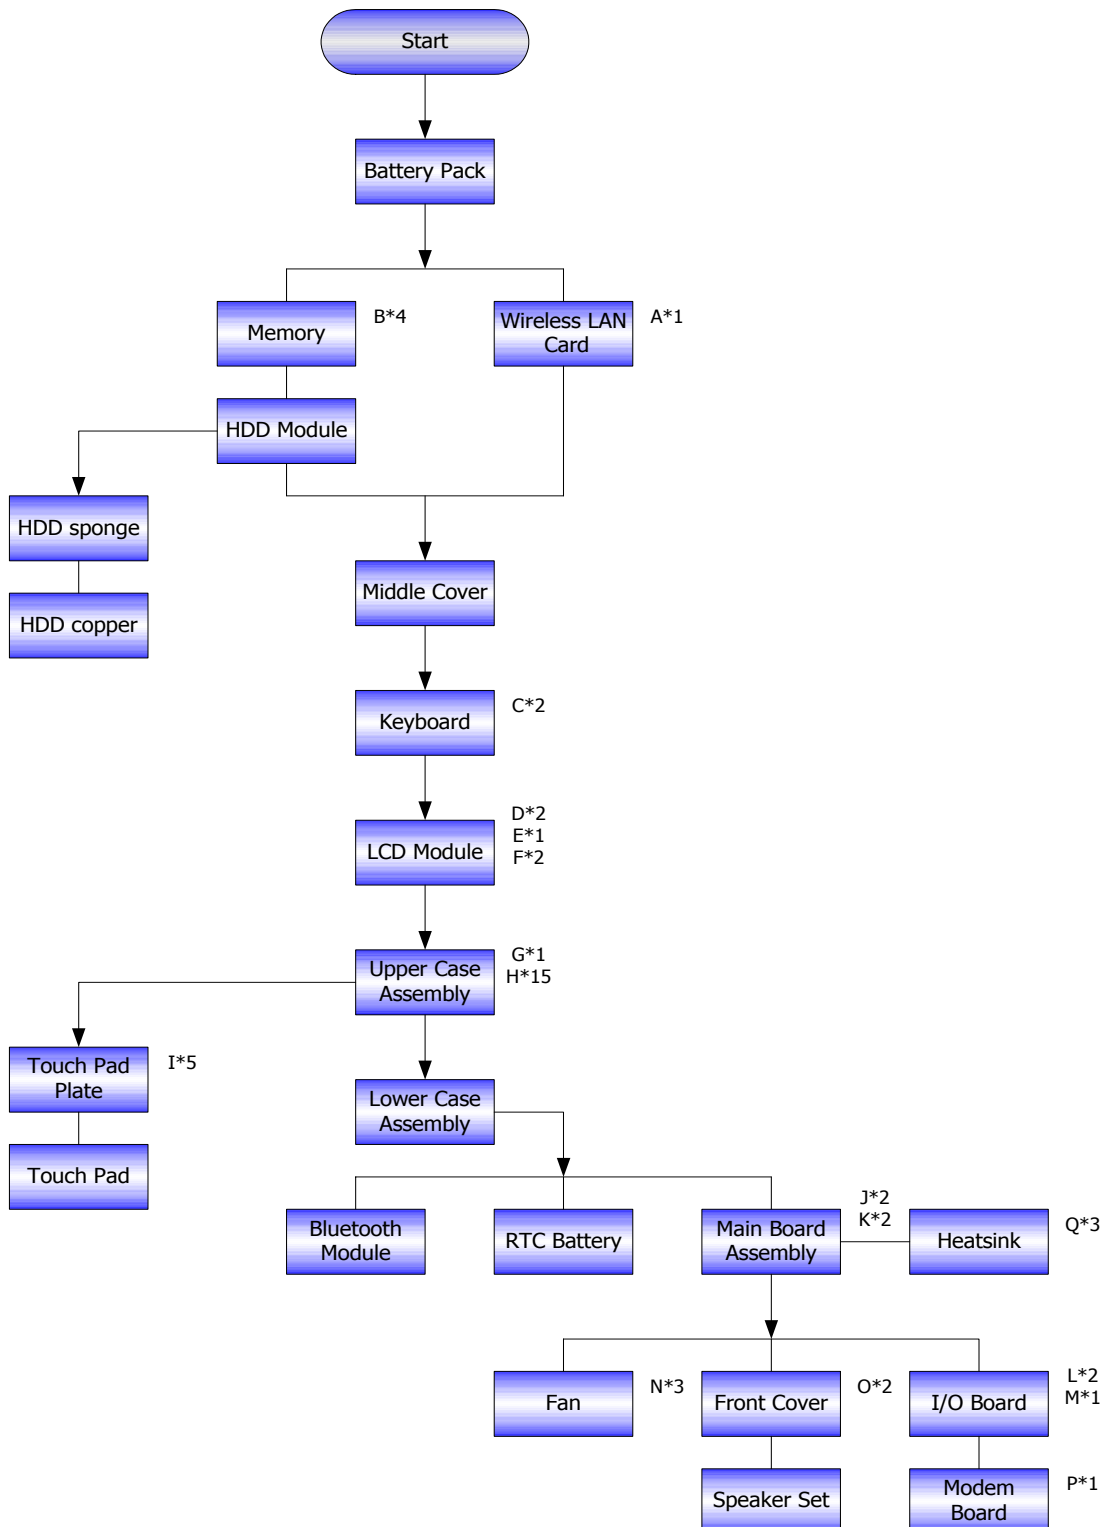 Start
Battery Pack
Memory
B*4
Wireless LAN
Card
A*1
HDD Module
HDD sponge
HDD copper
Middle Cover
Keyboard
C*2
LCD Module
D*2
E*1
F*2
Upper Case
Assembly
G*1
H*15
Touch Pad
Plate
I*5
Touch Pad
Lower Case
Assembly
Bluetooth
Module
RTC Battery
Main Board
Assembly
J*2
K*2
Heatsink
Q*3
Fan
N*3
Front Cover
O*2
I/O Board
L*2
M*1
Speaker Set
Modem
Board
P*1